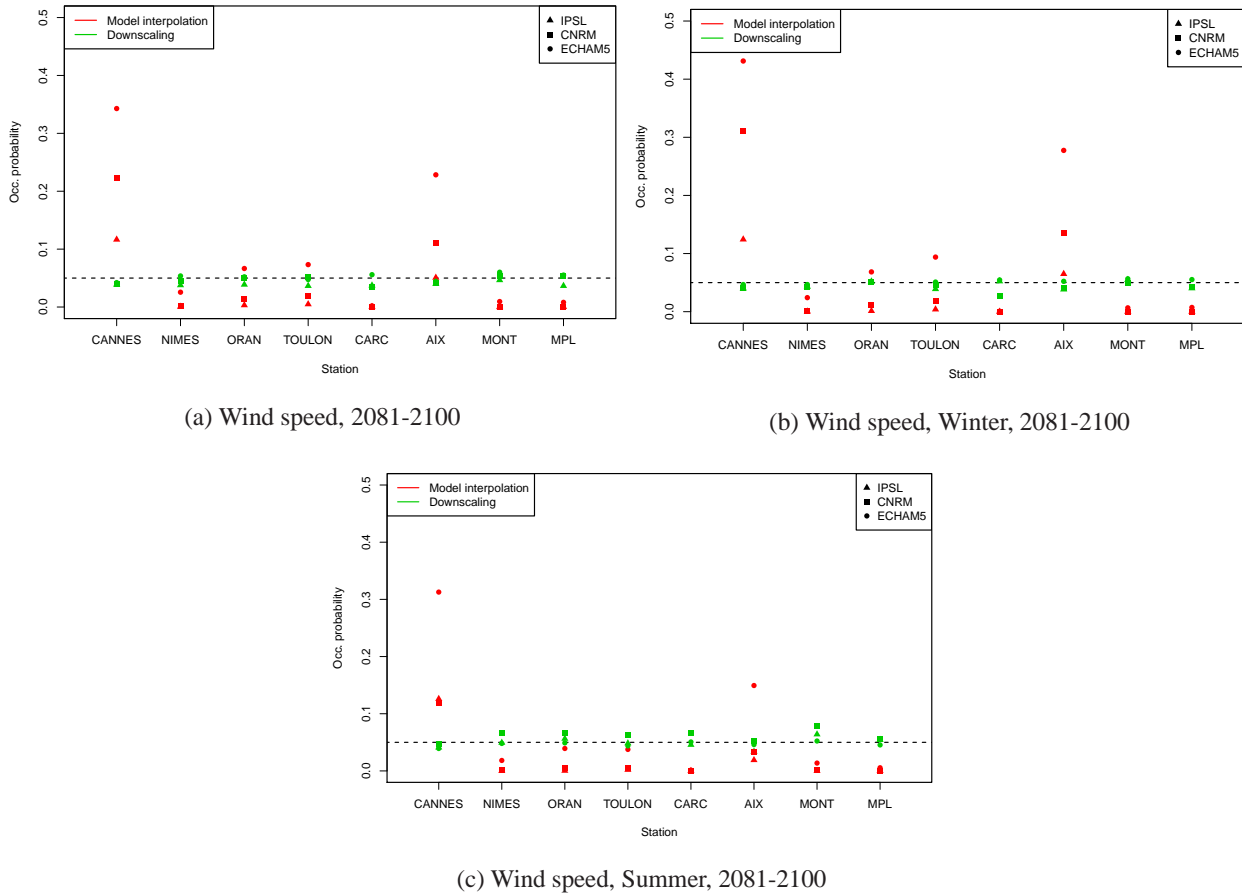 Occ. probability
0.0 0.1 0.2 0.3 0.4 0.5
Model interpolation
Downscaling
IPSL
CNRM
ECHAM5
CANNES NIMES ORAN TOULON CARC AIX MONT MPL
Station
(a) Wind speed, 2081-2100
Occ. probability
0.0 0.1 0.2 0.3 0.4 0.5
Model interpolation
Downscaling
IPSL
CNRM
ECHAM5
CANNES NIMES ORAN TOULON CARC AIX MONT MPL
Station
(b) Wind speed, Winter, 2081-2100
Occ. probability
0.0 0.1 0.2 0.3 0.4 0.5
Model interpolation
Downscaling
IPSL
CNRM
ECHAM5
CANNES NIMES ORAN TOULON CARC AIX MONT MPL
Station
(c) Wind speed, Summer, 2081-2100